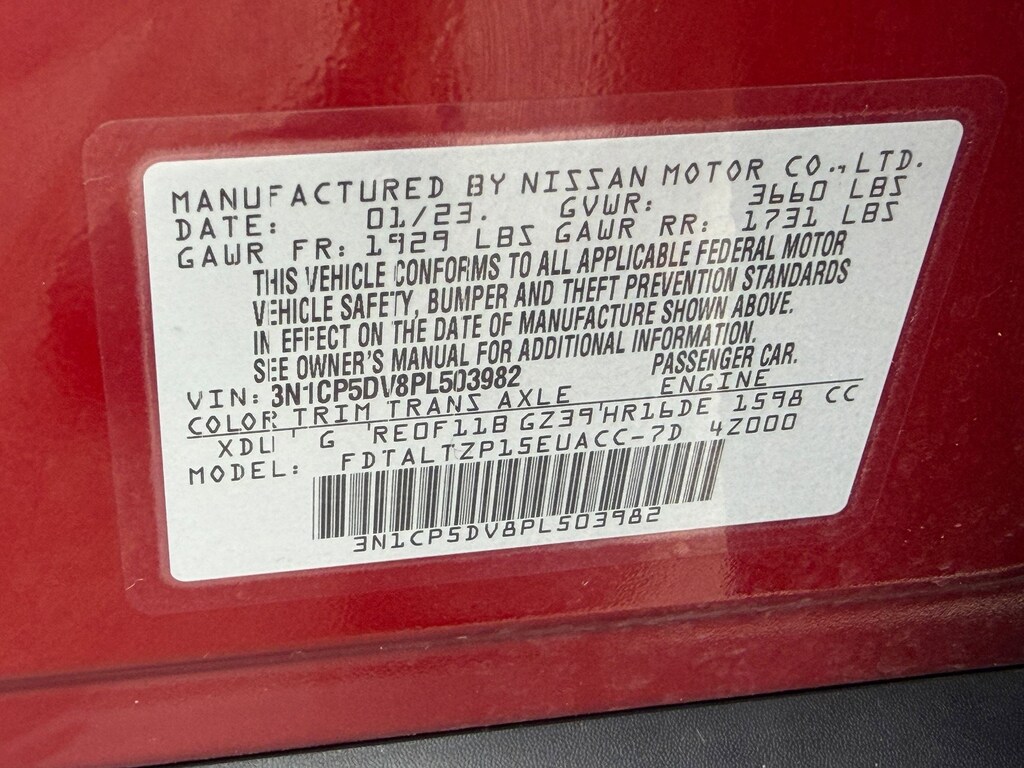 MANUFACTURED BY NISSAN MOTOR CO.,LTD.
DATE: 01/23. GVWR: 3660 LBS
GAWR FR: 1929 LBS GAWR RR: 1731 LBS
THIS VEHICLE CONFORMS TO ALL APPLICABLE FEDERAL MOTOR
VEHICLE SAFETY, BUMPER AND THEFT PREVENTION STANDARDS
IN EFFECT ON THE DATE OF MANUFACTURE SHOWN ABOVE.
SEE OWNER'S MANUAL FOR ADDITIONAL INFORMATION.
VIN: 3N1CP5DV8PL503982 PASSENGER CAR.
COLOR TRIM TRANS AXLE ENGINE
G RE0F11B GZ39 HR16DE 1598 CC
MODEL: FDTALTZP15EUACC-7D 4Z000
3N1CP5DV8PL503982